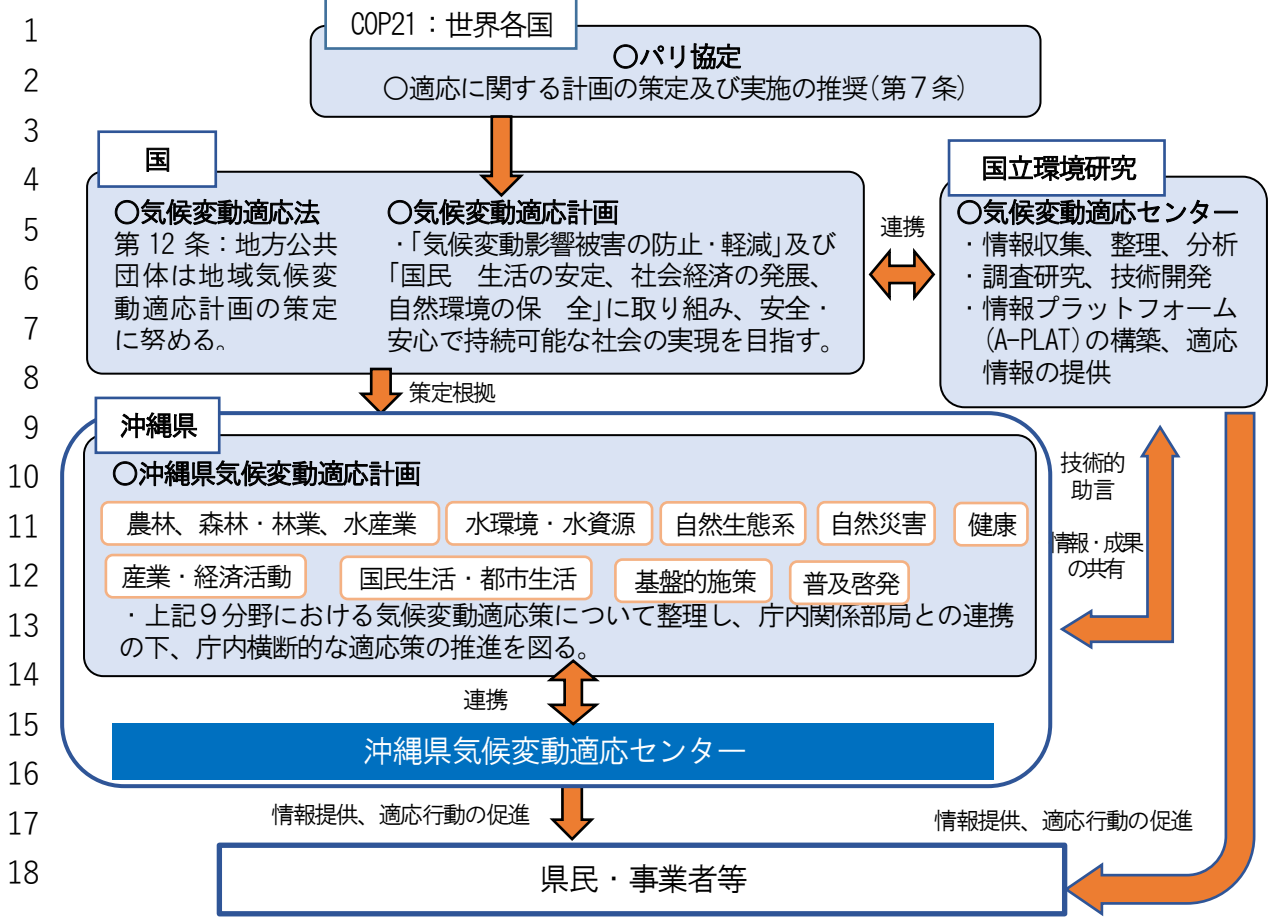 1
2
3
4
5
6
7
8
9
10
11
12
13
14
15
16
17
18
COP21：世界各国
〇パリ協定
〇適応に関する計画の策定及び実施の推奨(第７条)
国
〇気候変動適応法
第 12 条：地方公共
団体は地域気候変
動適応計画の策定
に努める。
〇気候変動適応計画
・「気候変動影響被害の防止・軽減」及び
「国民　生活の安定、社会経済の発展、
自然環境の保　全」に取り組み、安全・
安心で持続可能な社会の実現を目指す。
連携
国立環境研究
〇気候変動適応センター
・情報収集、整理、分析
・調査研究、技術開発
・情報プラットフォーム
(A-PLAT)の構築、適応
情報の提供
策定根拠
沖縄県
〇沖縄県気候変動適応計画
農林、森林・林業、水産業
水環境・水資源
自然生態系
自然災害
健康
産業・経済活動
国民生活・都市生活
基盤的施策
普及啓発
・上記９分野における気候変動適応策について整理し、庁内関係部局との連携
の下、庁内横断的な適応策の推進を図る。
技術的
助言
情報・成果
の共有
連携
沖縄県気候変動適応センター
情報提供、適応行動の促進
情報提供、適応行動の促進
県民・事業者等